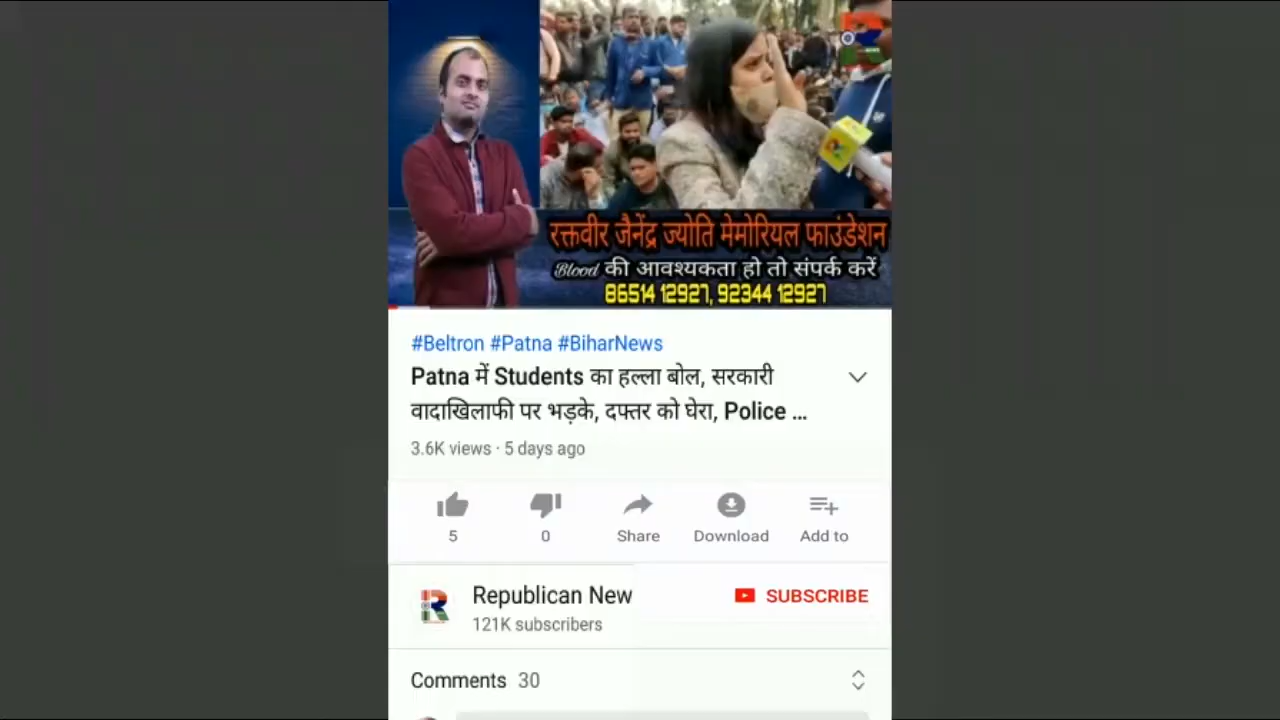 रक्तवीर जैनेंद्र ज्योति मेमोरियल फाउंडेशन
Blood की आवश्यकता हो तो संपर्क करें
86514 12927, 92344 12927
#Beltron #Patna #BiharNews
Patna में Students का हल्ला बोल, सरकारी
वादाखिलाफी पर भड़के, दफ्तर को घेरा, Police ...
3.6K views · 5 days ago
5 0 Share Download Add to
Republican New SUBSCRIBE
121K subscribers
Comments 30